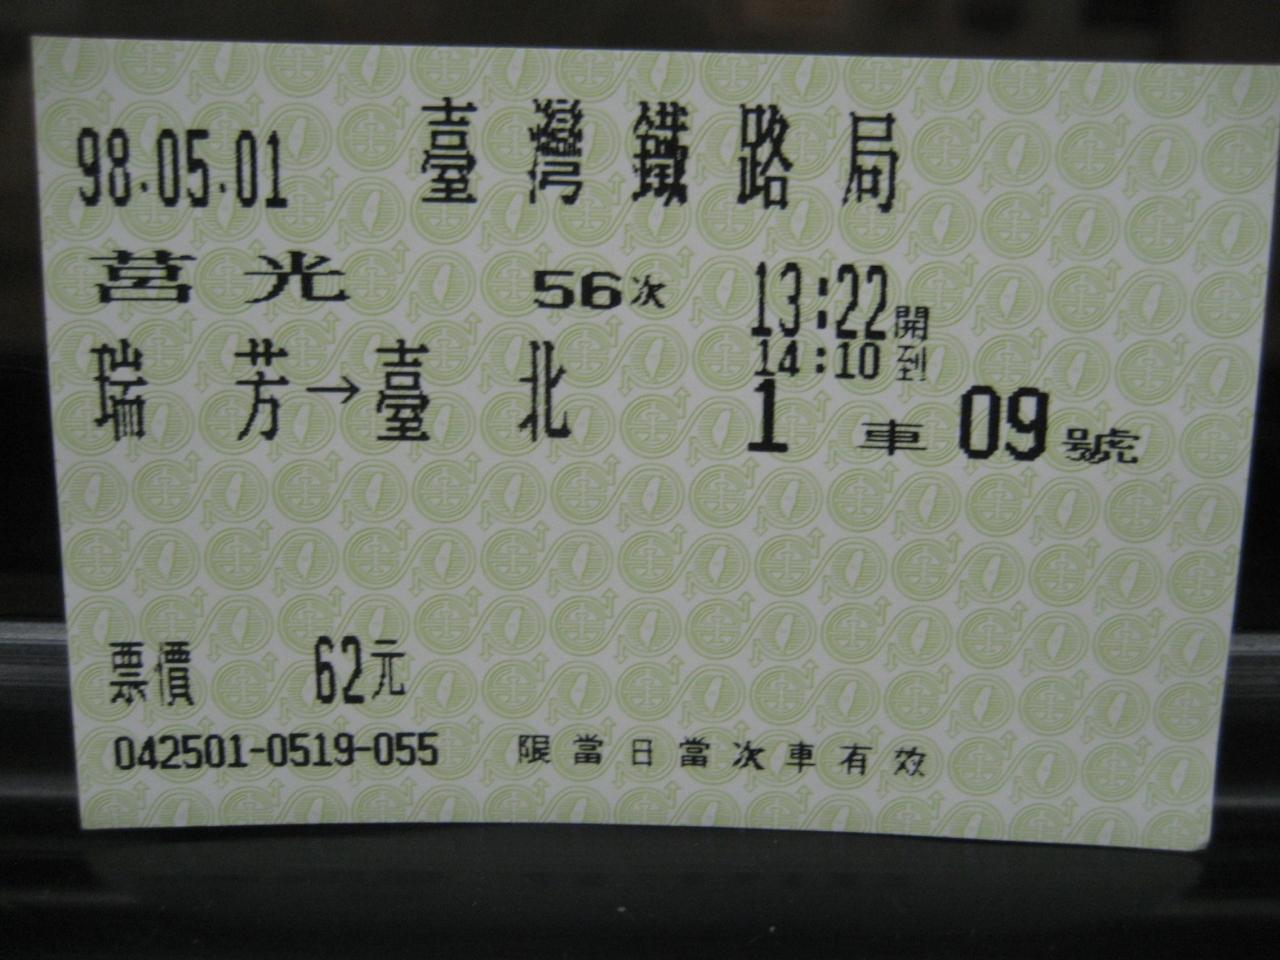 臺灣鐵路局
98.05.01
莒光 56次 13:22開
14:10到
瑞芳→臺北 1車09號
票價 62元
042501-0519-055 限當日當次車有效